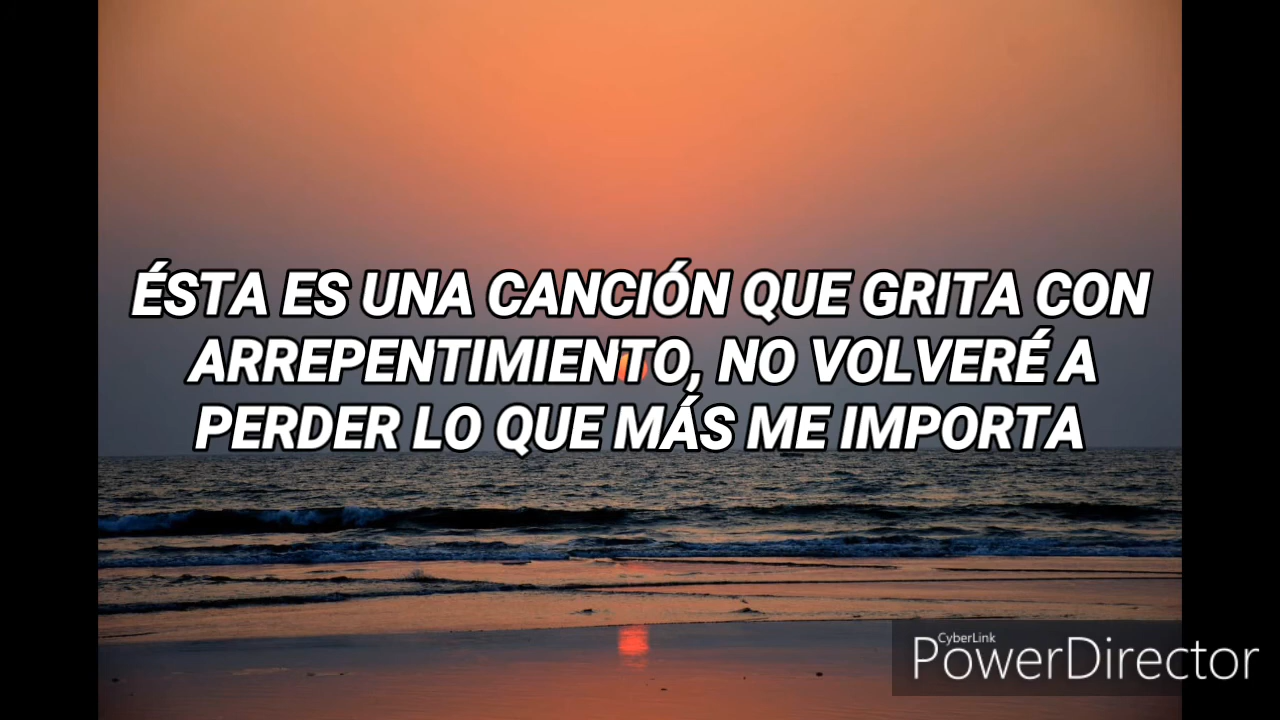 ÉSTA ES UNA CANCIÓN QUE GRITA CON
ARREPENTIMIENTO, NO VOLVERÉ A
PERDER LO QUE MÁS ME IMPORTA
CyberLink
PowerDirector